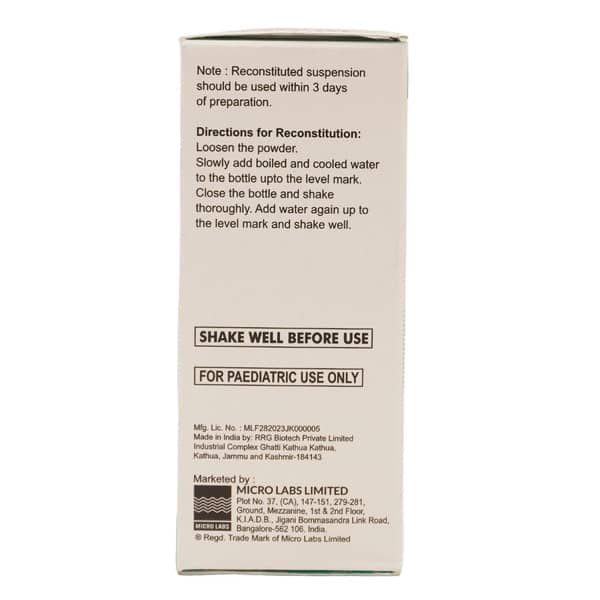 Note : Reconstituted suspension
should be used within 3 days
of preparation.
Directions for Reconstitution:
Loosen the powder.
Slowly add boiled and cooled water
to the bottle upto the level mark.
Close the bottle and shake
thoroughly. Add water again up to
the level mark and shake well.
SHAKE WELL BEFORE USE
FOR PAEDIATRIC USE ONLY
Mfg. Lic. No. : MLF282023JK000005
Made in India by: RRG Biotech Private Limited
Industrial Complex Ghatti Kathua Kathua,
Kathua, Jammu and Kashmir-184143
Marketed by :
MICRO LABS LIMITED
Plot No. 37, (CA), 147-151, 279-281,
Ground, Mezzanine, 1st & 2nd Floor,
K.I.A.D.B., Jigani Bommasandra Link Road,
Bangalore-562 106. India.
MICRO LABS
® Regd. Trade Mark of Micro Labs Limited